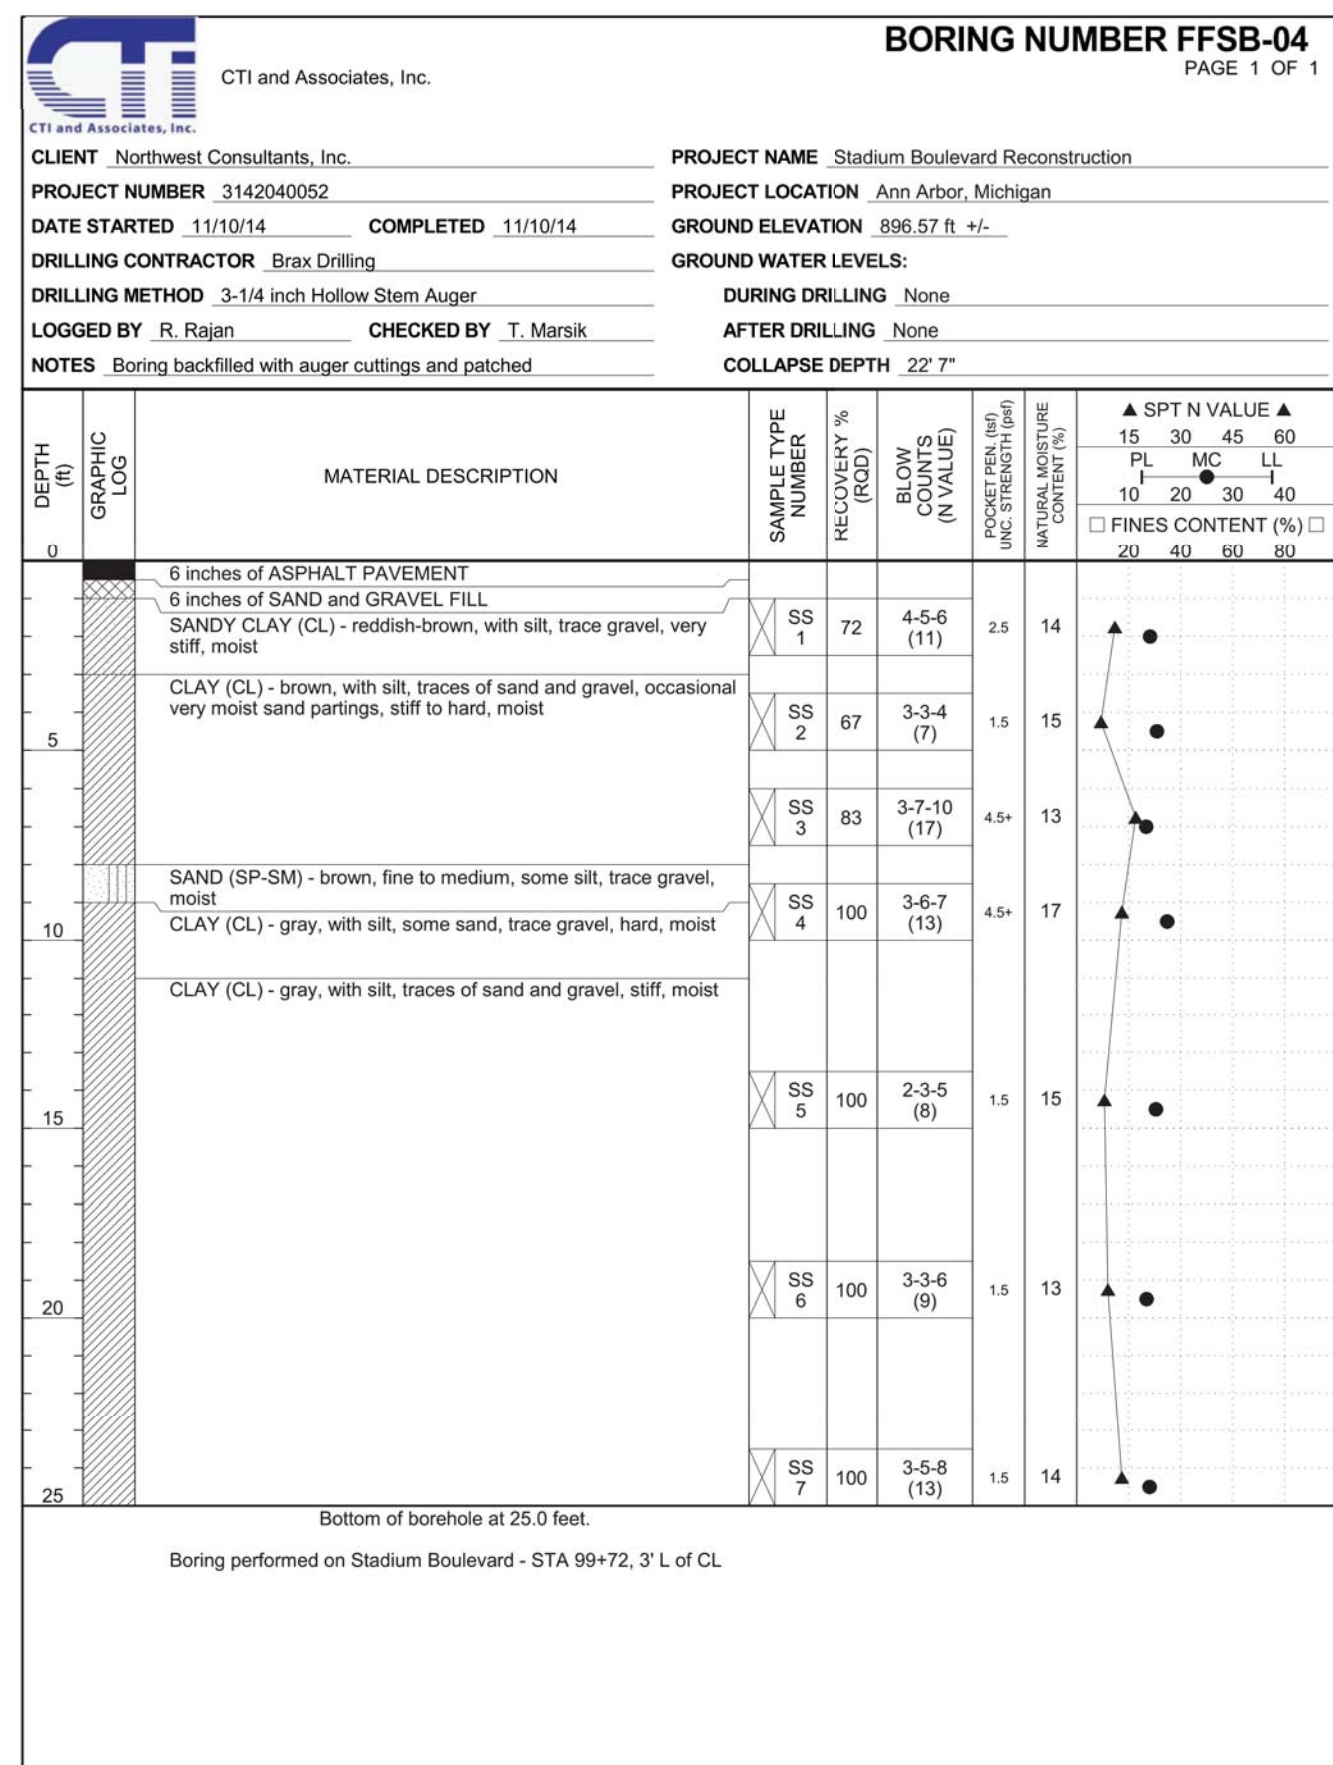 BORING NUMBER FFSB-04
PAGE 1 OF 1
CTi
CTI and Associates, Inc.
CTI and Associates, Inc.
CLIENT Northwest Consultants, Inc. PROJECT NAME Stadium Boulevard Reconstruction
PROJECT NUMBER 3142040052 PROJECT LOCATION Ann Arbor, Michigan
DATE STARTED 11/10/14 COMPLETED 11/10/14 GROUND ELEVATION 896.57 ft +/-
DRILLING CONTRACTOR Brax Drilling GROUND WATER LEVELS:
DRILLING METHOD 3-1/4 inch Hollow Stem Auger DURING DRILLING None
LOGGED BY R. Rajan CHECKED BY T. Marsik AFTER DRILLING None
NOTES Boring backfilled with auger cuttings and patched COLLAPSE DEPTH 22' 7"
DEPTH
(ft)
GRAPHIC
LOG
MATERIAL DESCRIPTION
SAMPLE TYPE
NUMBER
RECOVERY %
(RQD)
BLOW
COUNTS
(N VALUE)
POCKET PEN. (tsf)
UNC. STRENGTH (psf)
NATURAL MOISTURE
CONTENT (%)
▲ SPT N VALUE ▲
15 30 45 60
PL MC LL
10 20 30 40
□ FINES CONTENT (%) □
20 40 60 80
0
6 inches of ASPHALT PAVEMENT
6 inches of SAND and GRAVEL FILL
SANDY CLAY (CL) - reddish-brown, with silt, trace gravel, very
stiff, moist
SS
1
72
4-5-6
(11)
2.5
14
CLAY (CL) - brown, with silt, traces of sand and gravel, occasional
very moist sand partings, stiff to hard, moist
SS
2
67
3-3-4
(7)
1.5
15
5
SS
3
83
3-7-10
(17)
4.5+
13
SAND (SP-SM) - brown, fine to medium, some silt, trace gravel,
moist
CLAY (CL) - gray, with silt, some sand, trace gravel, hard, moist
SS
4
100
3-6-7
(13)
4.5+
17
10
CLAY (CL) - gray, with silt, traces of sand and gravel, stiff, moist
SS
5
100
2-3-5
(8)
1.5
15
15
SS
6
100
3-3-6
(9)
1.5
13
20
SS
7
100
3-5-8
(13)
1.5
14
25
Bottom of borehole at 25.0 feet.
Boring performed on Stadium Boulevard - STA 99+72, 3' L of CL